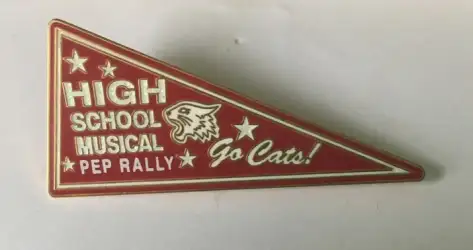 HIGH
SCHOOL
MUSICAL
PEP RALLY
Go Cats!